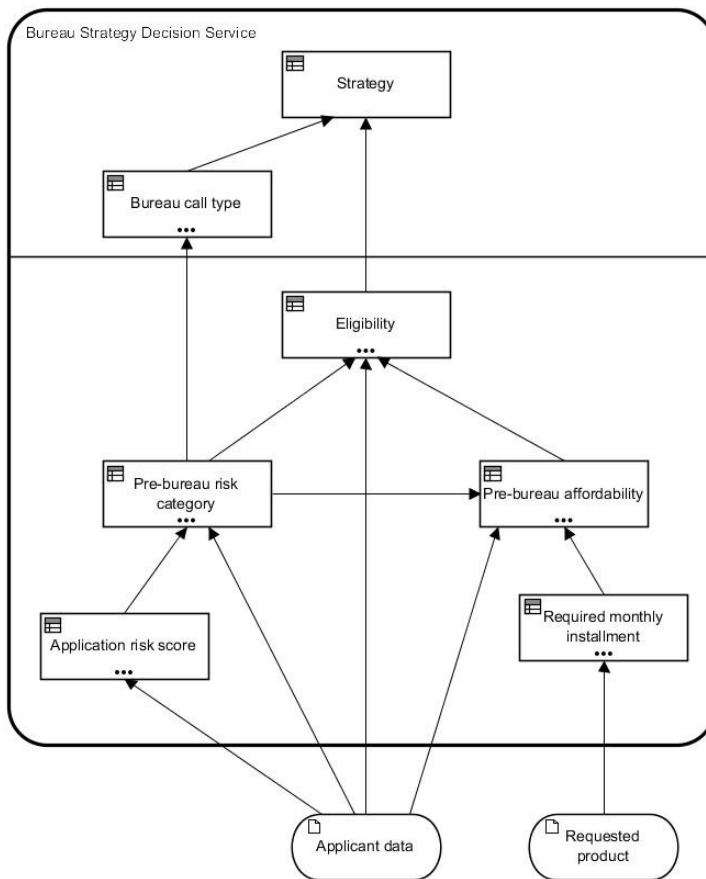 Bureau Strategy Decision Service
Strategy
Bureau call type
Eligibility
Pre-bureau risk
category
Pre-bureau affordability
Application risk score
Required monthly
installment
Applicant data
Requested
product